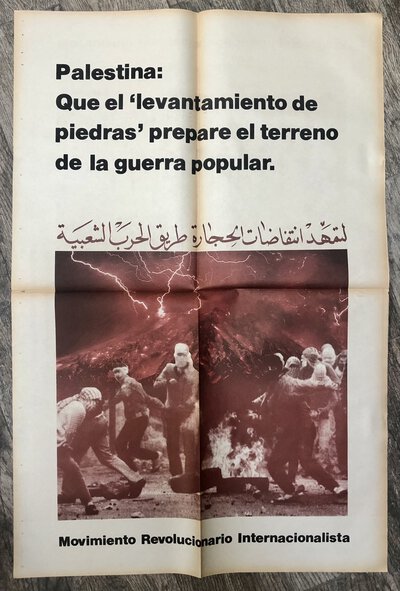 Palestina:
Que el ‘levantamiento de
piedras’ prepare el terreno
de la guerra popular.
لتمهّد انتفاضات الحجارة طريق الحرب الشعبية
Movimiento Revolucionario Internacionalista